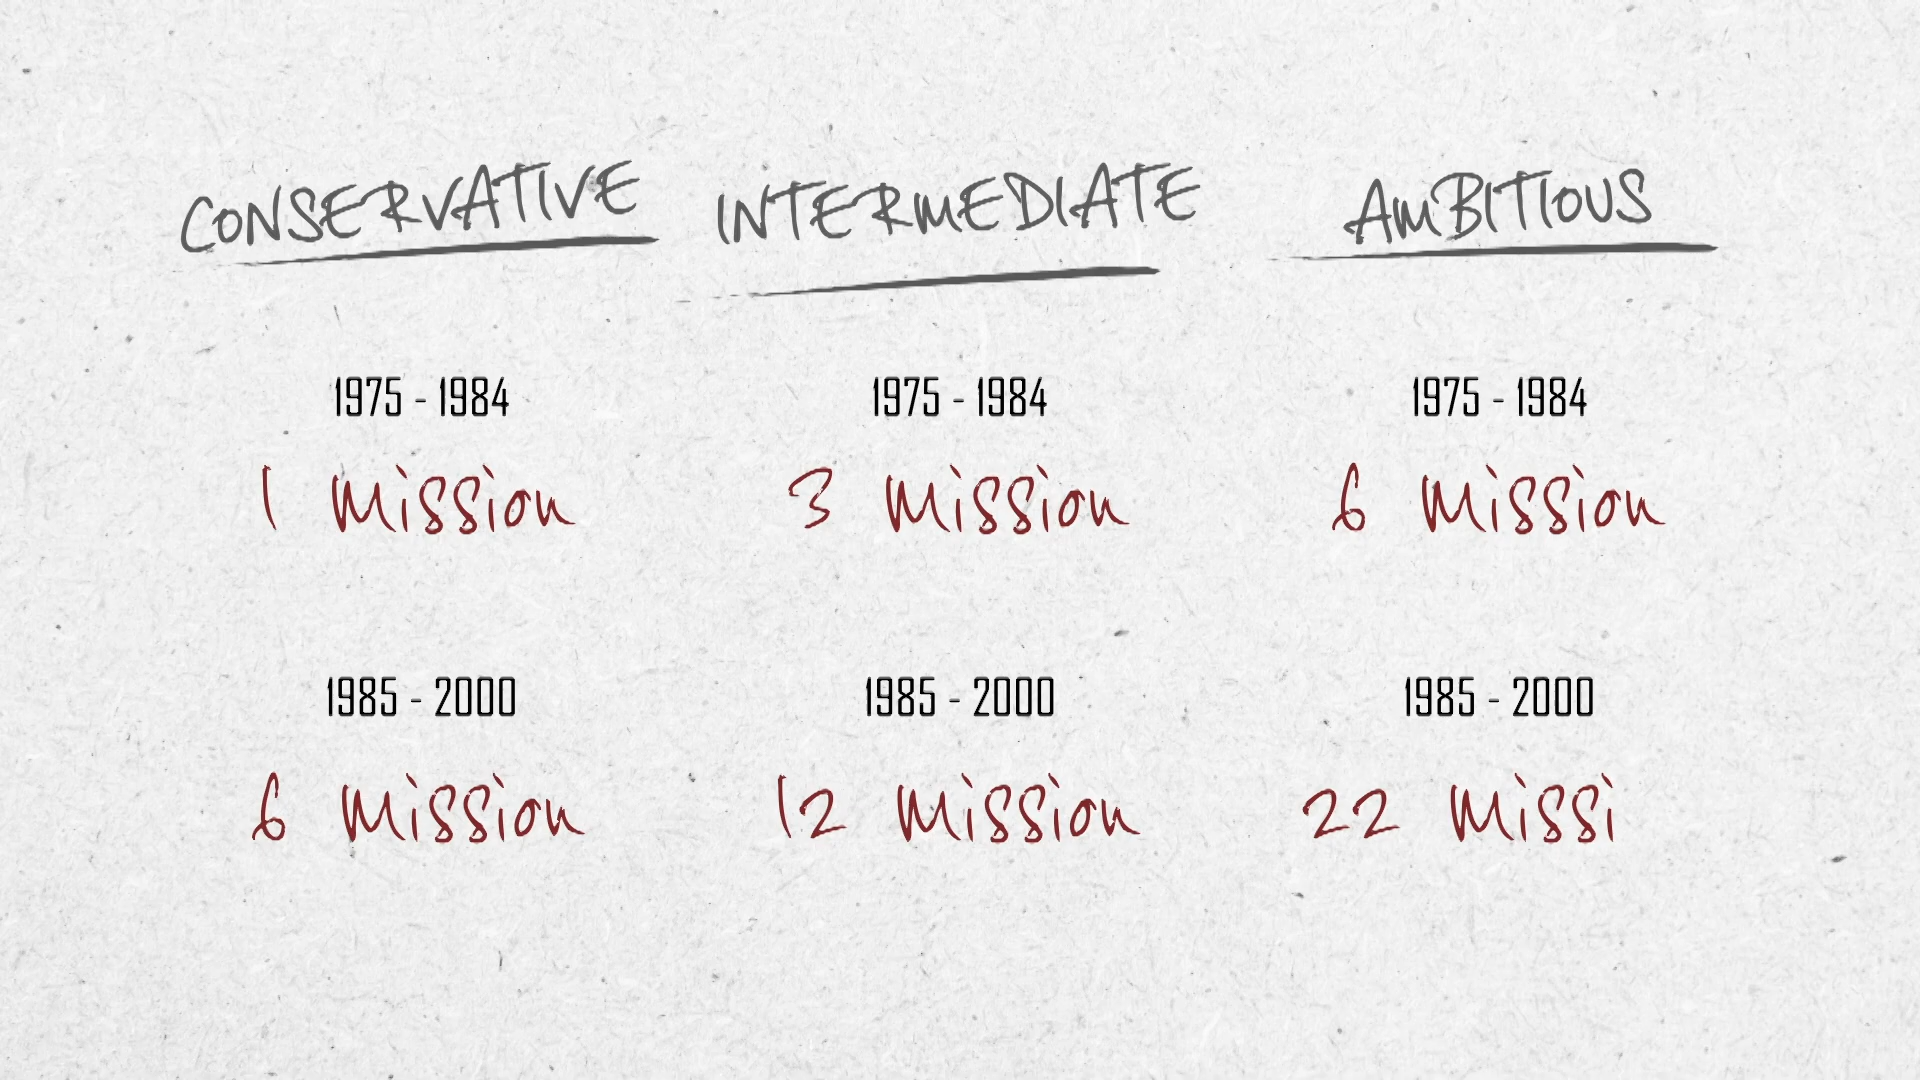 CONSERVATIVE
1975 - 1984
1 Mission
1985 - 2000
6 Mission
INTERMEDIATE
1975 - 1984
3 Mission
1985 - 2000
12 Mission
AMBITIOUS
1975 - 1984
6 Mission
1985 - 2000
22 Missi